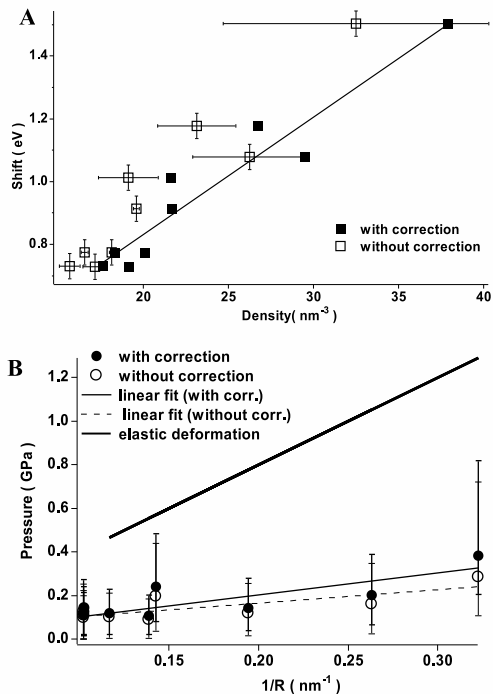 A
1.4
1.2
1.0
0.8
Shift ( eV)
with correction
without correction
20
25
30
35
40
Density( nm-3)
B
with correction
without correction
linear fit (with corr.)
linear fit (without corr.)
elastic deformation
1.2
1.0
0.8
0.6
0.4
0.2
0.0
Pressure ( GPa)
0.15
0.20
0.25
0.30
1/R ( nm-1)